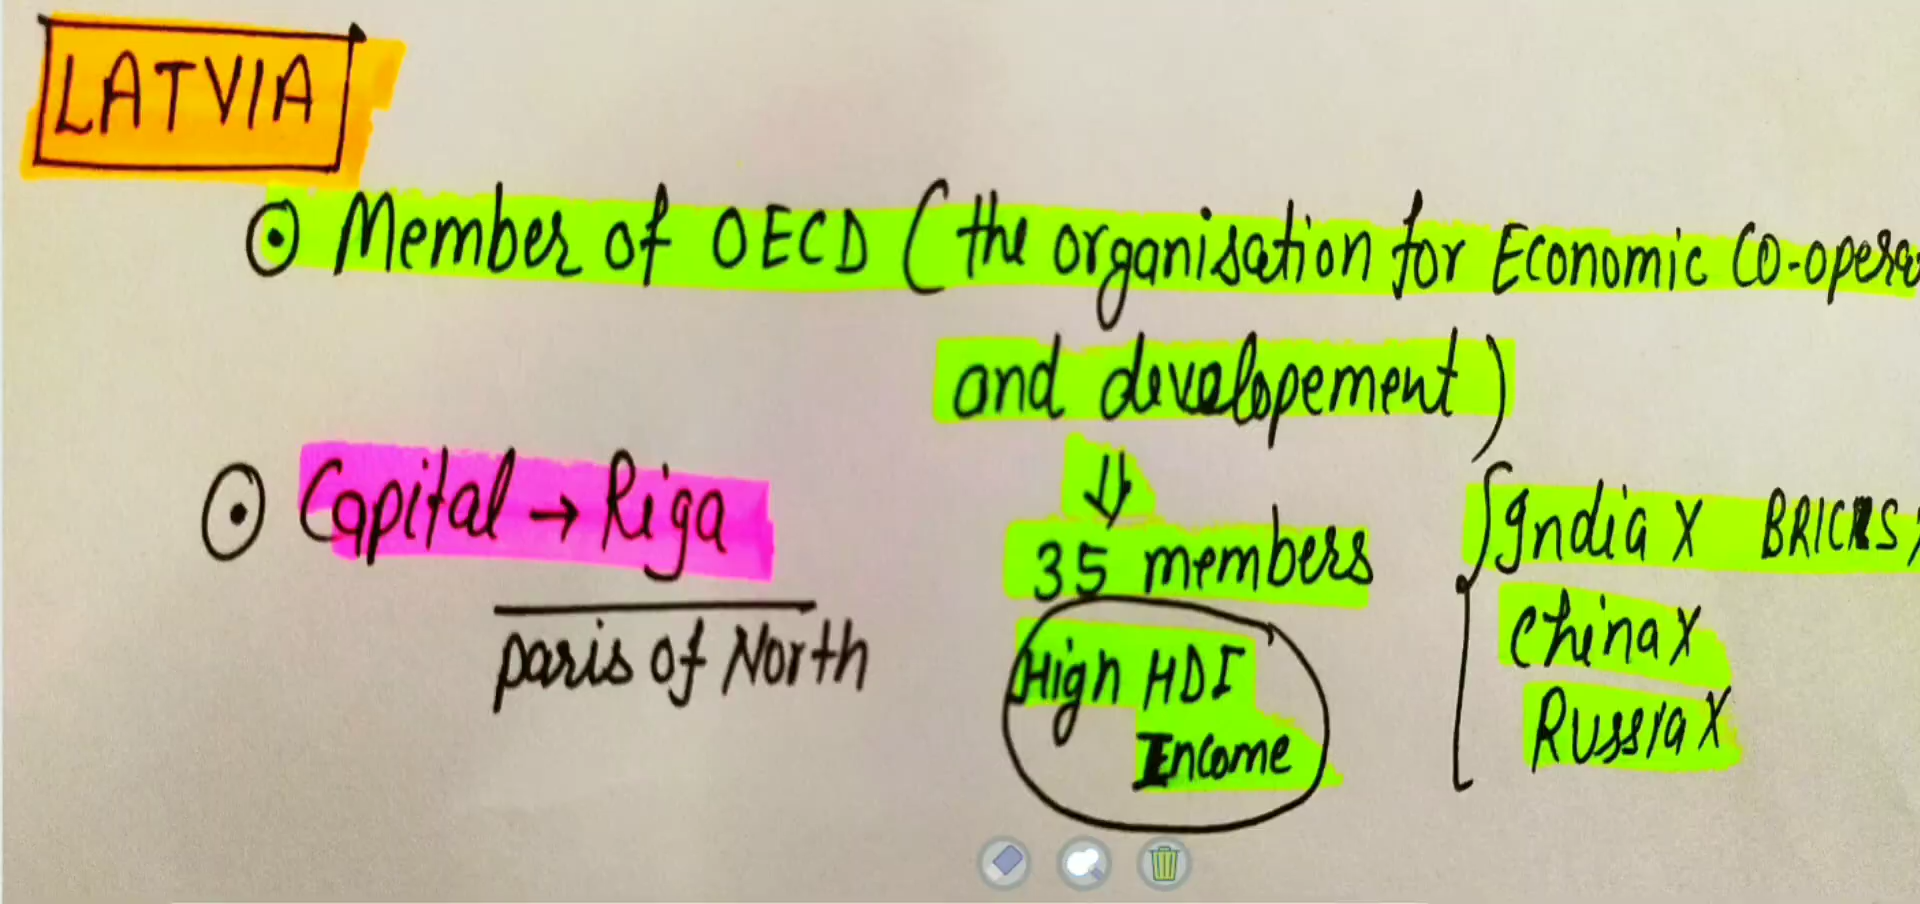 LATVIA
Member of OECD ( the organisation for Economic Co-opera
and developement )
Capital → Riga
paris of North
⇓
35 members
High HDI
Income
India X BRICS
China X
Russia X